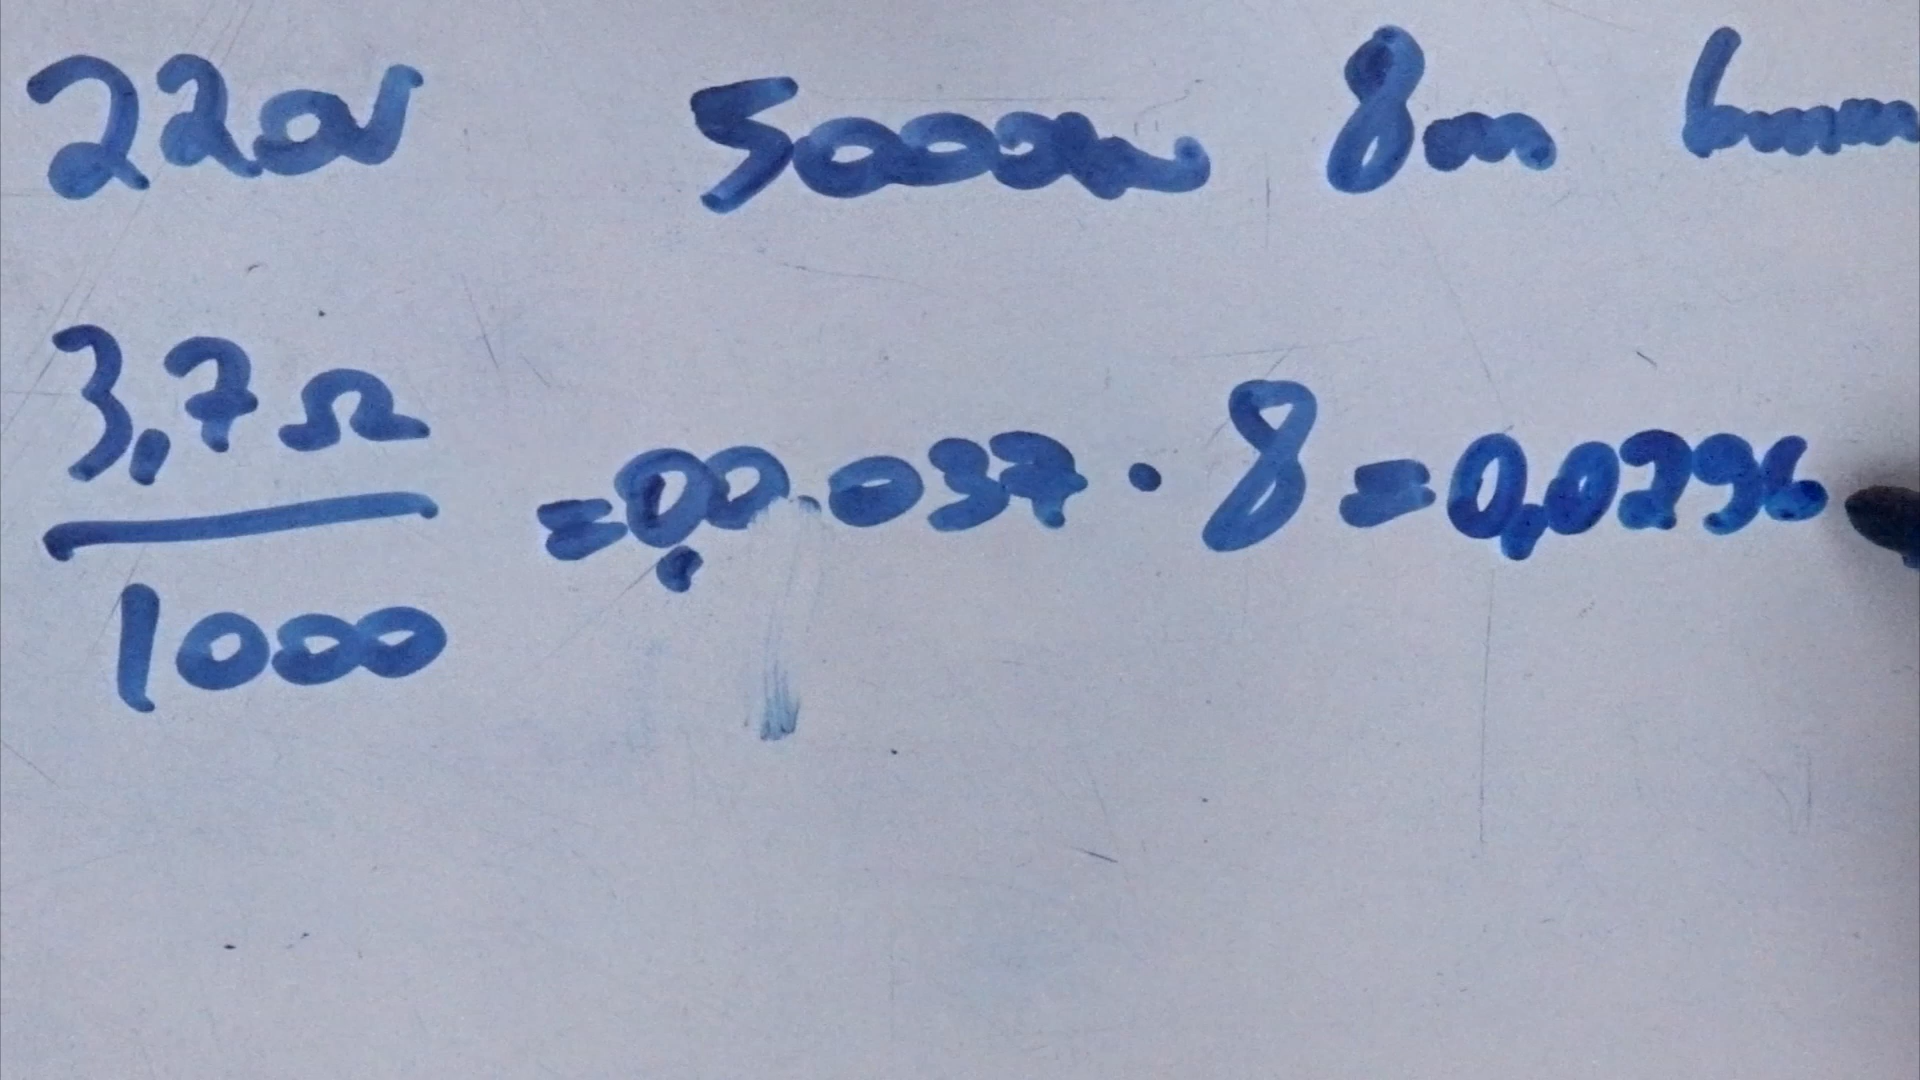 220V 5000W 8m 6mm
3,7Ω
= 0,0037 · 8 = 0,0296
1000